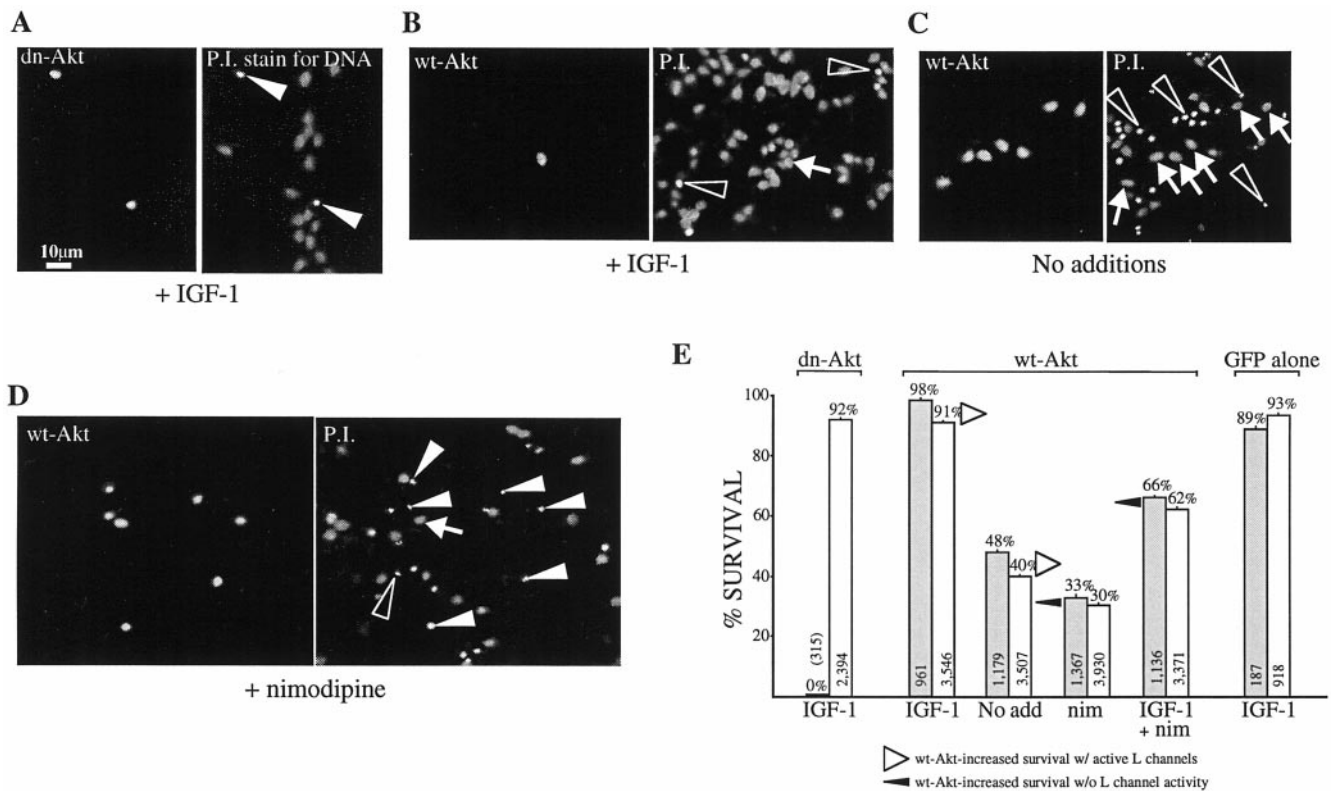 A
dn-Akt
P.I. stain for DNA
10µm
+ IGF-1
B
wt-Akt
P.I.
+ IGF-1
C
wt-Akt
P.I.
No additions
D
wt-Akt
P.I.
+ nimodipine
E
dn-Akt
wt-Akt
GFP alone
% SURVIVAL
100
80
60
40
20
0%
92%
98%
91%
48%
40%
33%
30%
66%
62%
89%
93%
(315)
2,394
961
3,546
1,179
3,507
1,367
3,930
1,136
3,371
187
918
IGF-1
IGF-1
No add
nim
IGF-1
+ nim
IGF-1
wt-Akt-increased survival w/ active L channels
wt-Akt-increased survival w/o L channel activity